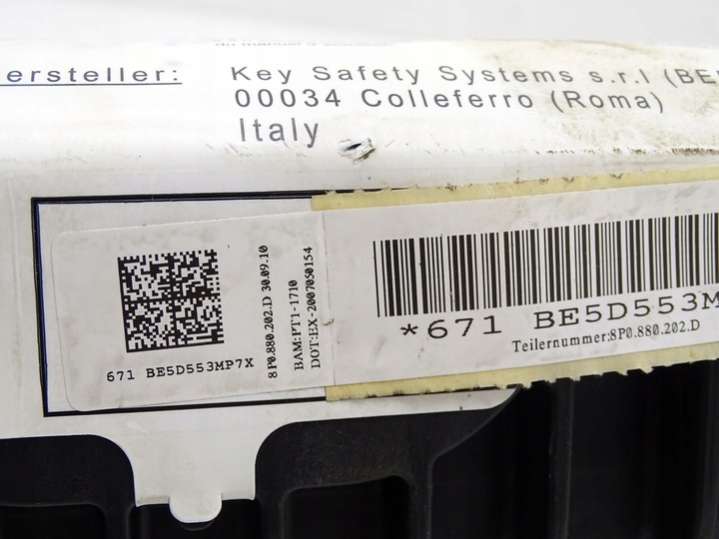 ersteller: Key Safety Systems s.r.l (BE
00034 Colleferro (Roma)
Italy
671 BE5D553MP7X
8P0.880.202.D 30.09.10
BAM:PT1-1710
DOT:EX-2007050154
*671 BE5D553M
Teilernummer:8P0.880.202.D